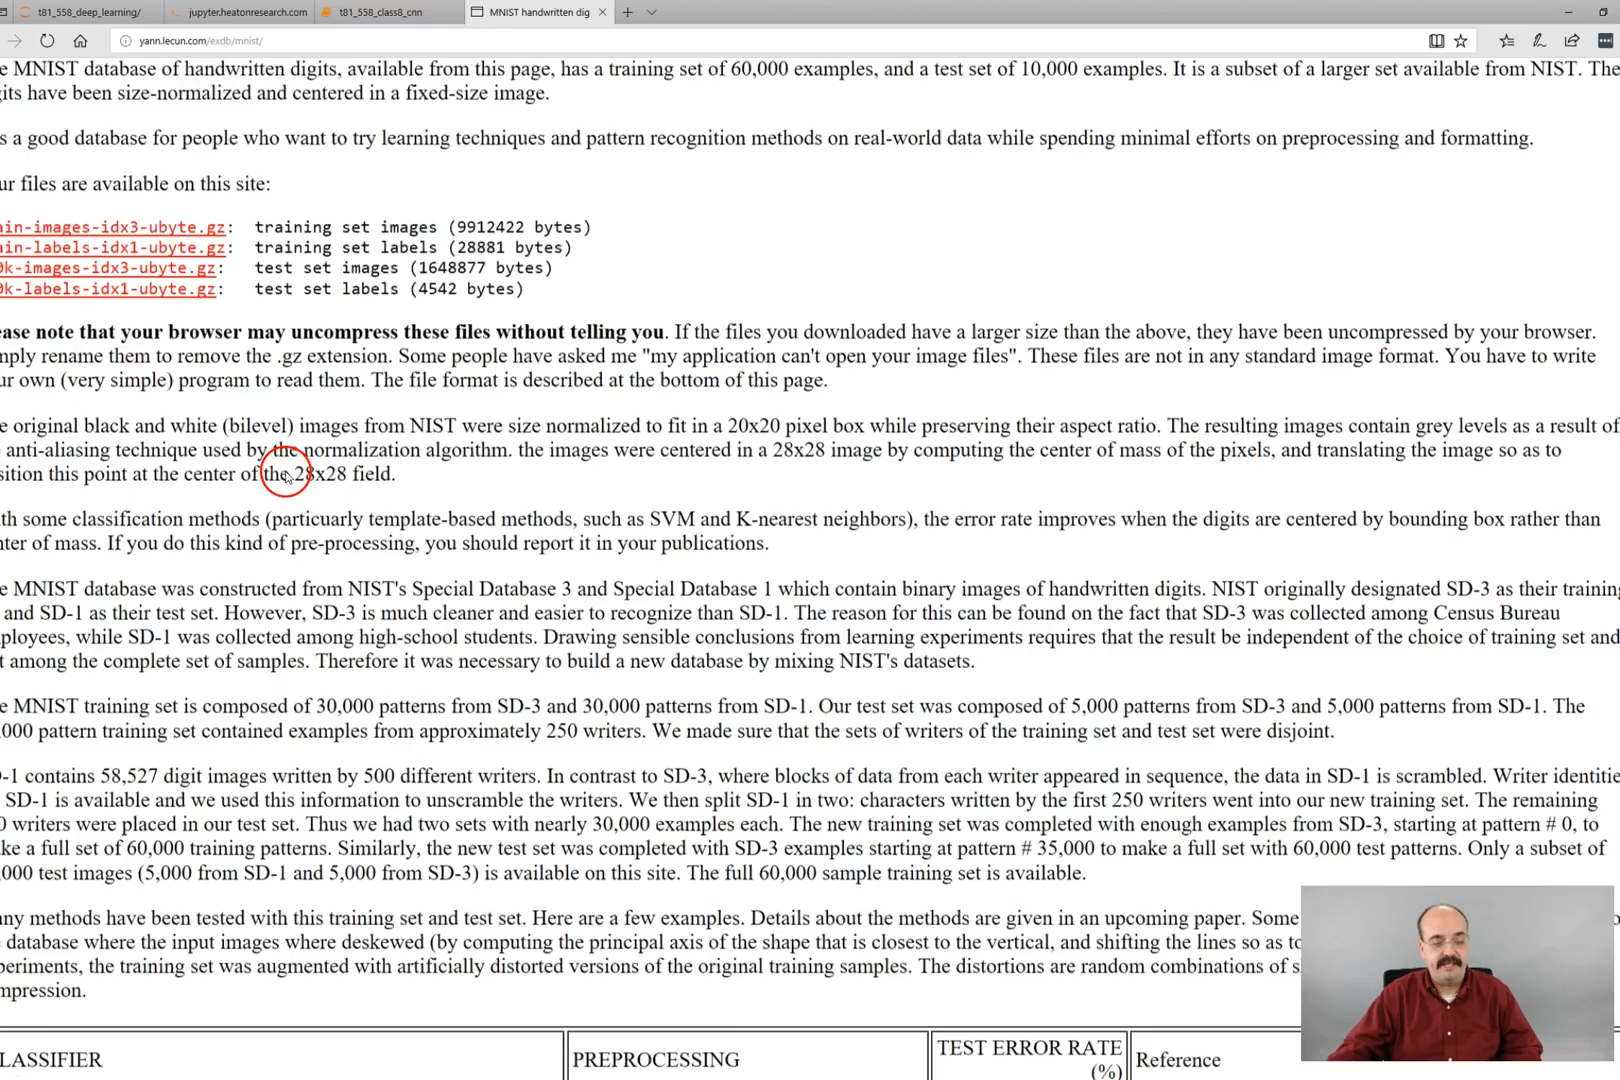 t81_558_deep_learning/
jupyter.heatonresearch.com
t81_558_class8_cnn
MNIST handwritten dig
yann.lecun.com/exdb/mnist/
e MNIST database of handwritten digits, available from this page, has a training set of 60,000 examples, and a test set of 10,000 examples. It is a subset of a larger set available from NIST. The
gits have been size-normalized and centered in a fixed-size image.
s a good database for people who want to try learning techniques and pattern recognition methods on real-world data while spending minimal efforts on preprocessing and formatting.
ur files are available on this site:
ain-images-idx3-ubyte.gz: training set images (9912422 bytes)
ain-labels-idx1-ubyte.gz: training set labels (28881 bytes)
0k-images-idx3-ubyte.gz: test set images (1648877 bytes)
0k-labels-idx1-ubyte.gz: test set labels (4542 bytes)
ease note that your browser may uncompress these files without telling you. If the files you downloaded have a larger size than the above, they have been uncompressed by your browser.
mply rename them to remove the .gz extension. Some people have asked me "my application can't open your image files". These files are not in any standard image format. You have to write
ur own (very simple) program to read them. The file format is described at the bottom of this page.
e original black and white (bilevel) images from NIST were size normalized to fit in a 20x20 pixel box while preserving their aspect ratio. The resulting images contain grey levels as a result of
anti-aliasing technique used by the normalization algorithm. the images were centered in a 28x28 image by computing the center of mass of the pixels, and translating the image so as to
sition this point at the center of the 28x28 field.
th some classification methods (particuarly template-based methods, such as SVM and K-nearest neighbors), the error rate improves when the digits are centered by bounding box rather than
nter of mass. If you do this kind of pre-processing, you should report it in your publications.
e MNIST database was constructed from NIST's Special Database 3 and Special Database 1 which contain binary images of handwritten digits. NIST originally designated SD-3 as their training
and SD-1 as their test set. However, SD-3 is much cleaner and easier to recognize than SD-1. The reason for this can be found on the fact that SD-3 was collected among Census Bureau
ployees, while SD-1 was collected among high-school students. Drawing sensible conclusions from learning experiments requires that the result be independent of the choice of training set and
t among the complete set of samples. Therefore it was necessary to build a new database by mixing NIST's datasets.
e MNIST training set is composed of 30,000 patterns from SD-3 and 30,000 patterns from SD-1. Our test set was composed of 5,000 patterns from SD-3 and 5,000 patterns from SD-1. The
,000 pattern training set contained examples from approximately 250 writers. We made sure that the sets of writers of the training set and test set were disjoint.
-1 contains 58,527 digit images written by 500 different writers. In contrast to SD-3, where blocks of data from each writer appeared in sequence, the data in SD-1 is scrambled. Writer identitie
SD-1 is available and we used this information to unscramble the writers. We then split SD-1 in two: characters written by the first 250 writers went into our new training set. The remaining
0 writers were placed in our test set. Thus we had two sets with nearly 30,000 examples each. The new training set was completed with enough examples from SD-3, starting at pattern # 0, to
ke a full set of 60,000 training patterns. Similarly, the new test set was completed with SD-3 examples starting at pattern # 35,000 to make a full set with 60,000 test patterns. Only a subset of
,000 test images (5,000 from SD-1 and 5,000 from SD-3) is available on this site. The full 60,000 sample training set is available.
any methods have been tested with this training set and test set. Here are a few examples. Details about the methods are given in an upcoming paper. Some
database where the input images where deskewed (by computing the principal axis of the shape that is closest to the vertical, and shifting the lines so as to
periments, the training set was augmented with artificially distorted versions of the original training samples. The distortions are random combinations of s
mpression.
LASSIFIER
PREPROCESSING
TEST ERROR RATE
(%)
Reference